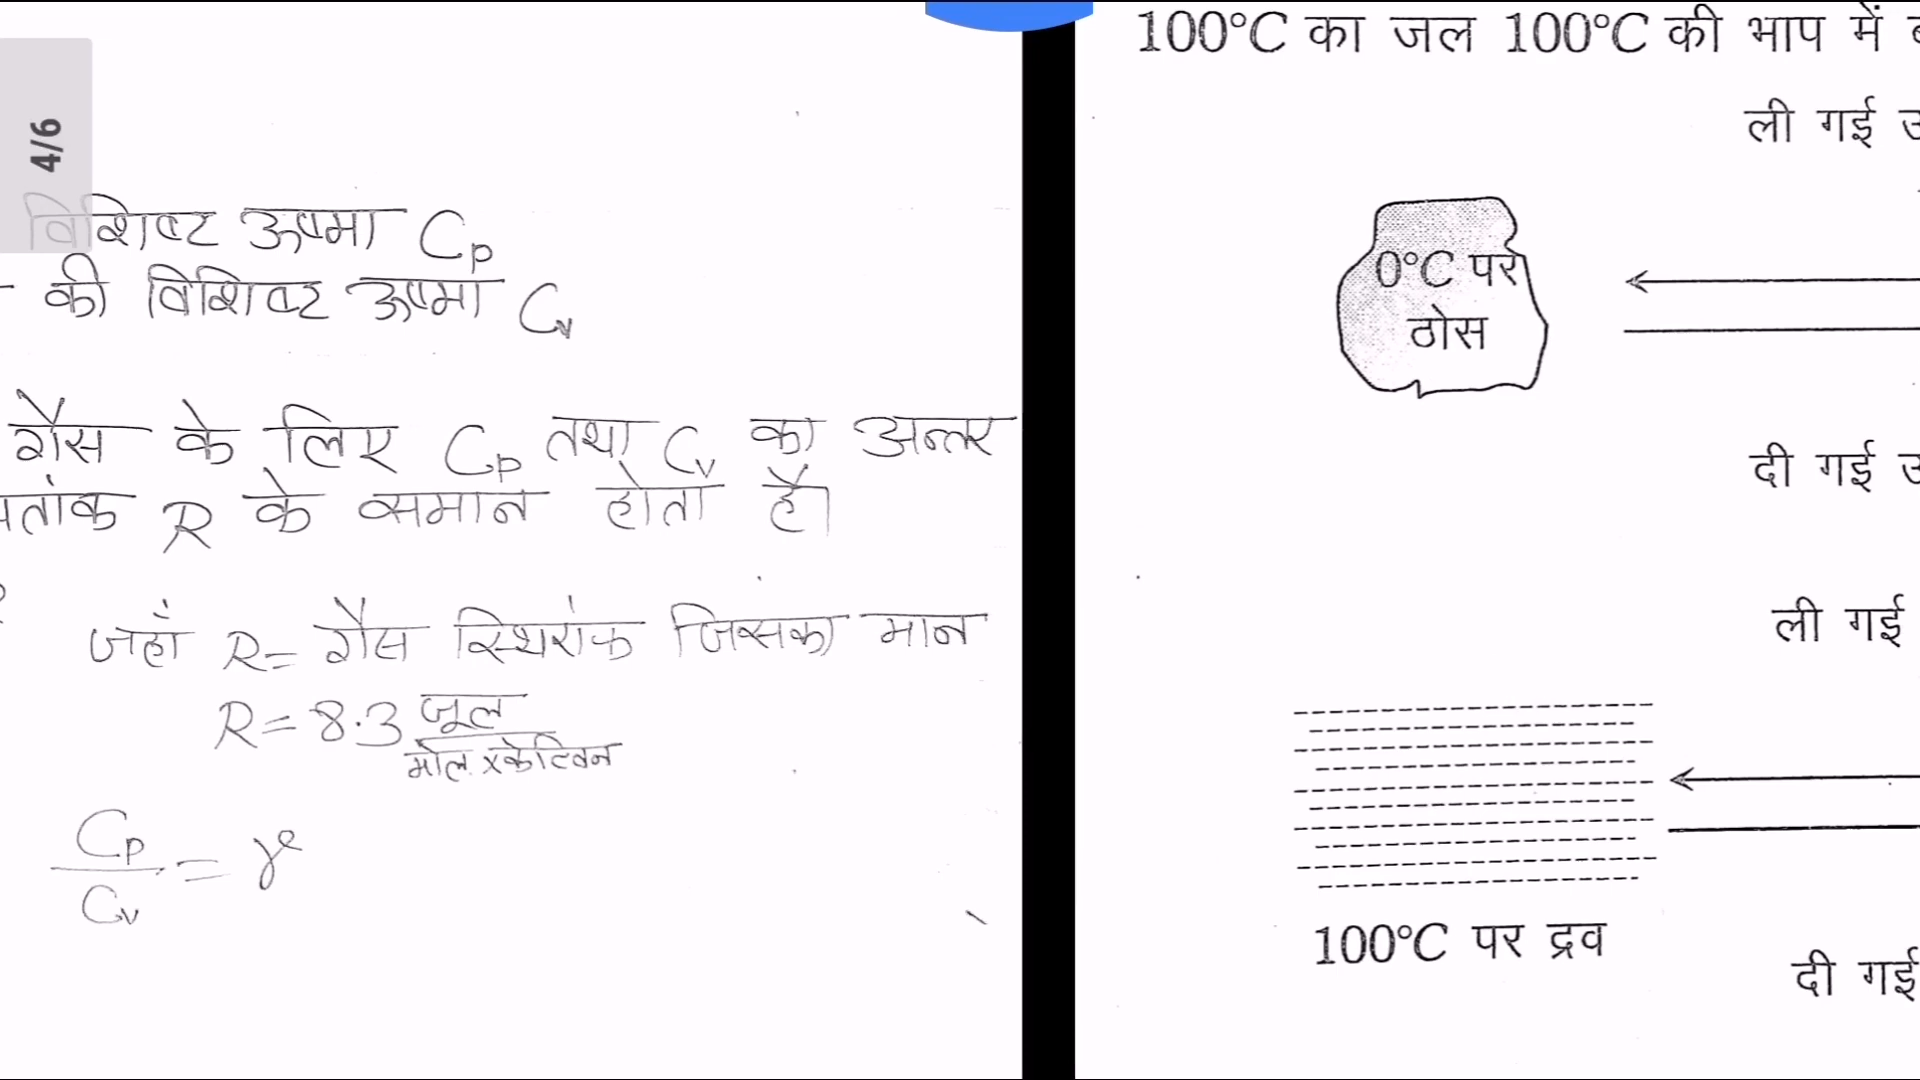 4/6
विशिष्ट ऊष्मा Cp
की विशिष्ट ऊष्मा Cv
गैस के लिए Cp तथा Cv का अन्तर
R के समान होता है।
जहाँ R= गैस स्थिरांक जिसका मान
R = 8.3 जूल
मोल x केल्विन
Cp
Cv = γ
100°C का जल 100°C की भाप में
ली गई
0°C पर
ठोस
दी गई
ली गई
100°C पर द्रव
दी गई